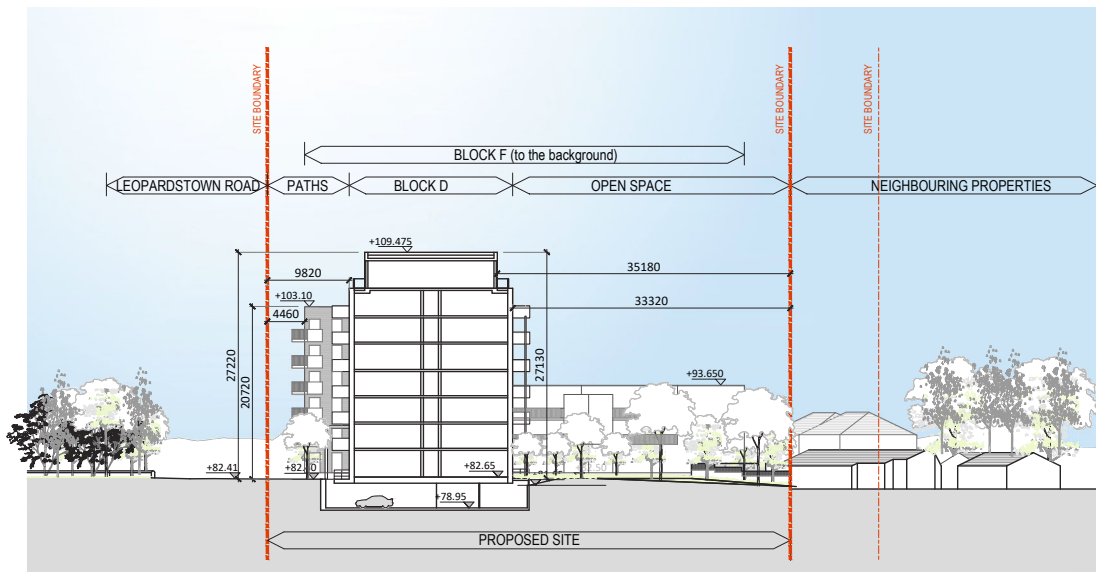 SITE BOUNDARY
SITE BOUNDARY
SITE BOUNDARY
BLOCK F (to the background)
LEOPARDSTOWN ROAD
PATHS
BLOCK D
OPEN SPACE
NEIGHBOURING PROPERTIES
+109.475
9820
35180
+103.10
33320
4460
27220
20720
27130
+93.650
+82.41
+82.65
+78.95
PROPOSED SITE